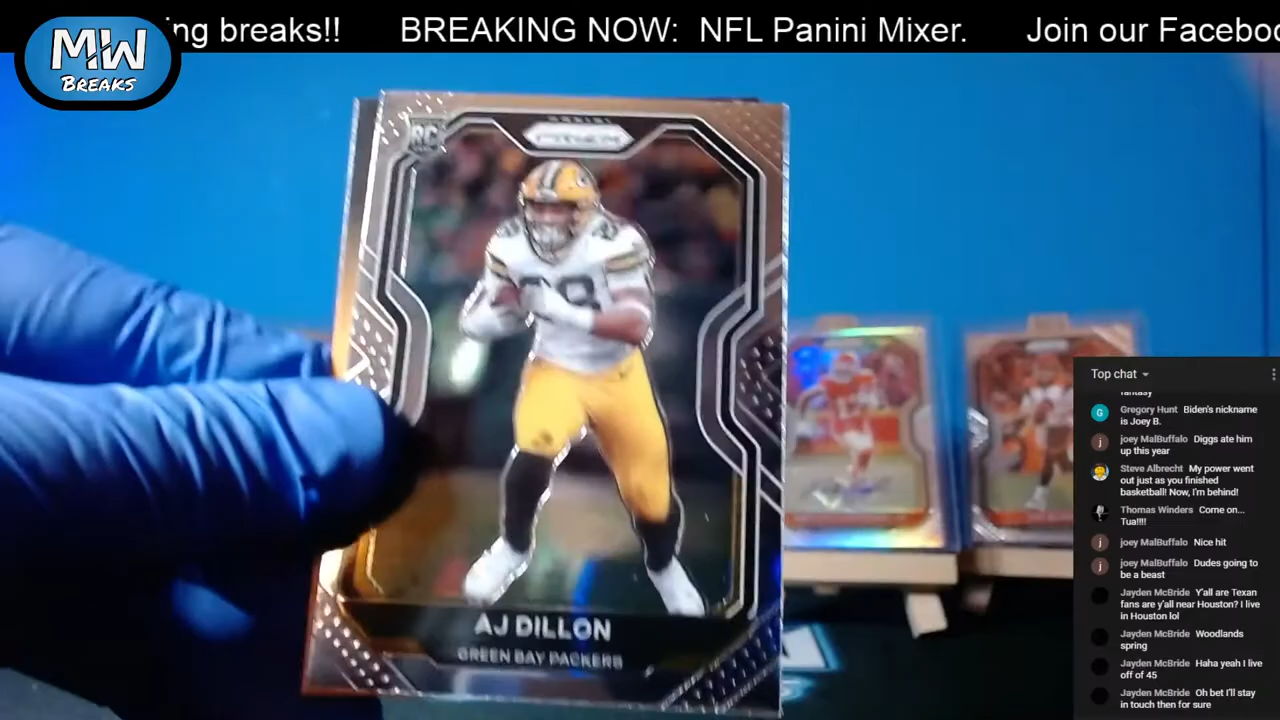 ng breaks!! BREAKING NOW: NFL Panini Mixer. Join our Faceboo
MW
BREAKS
RC
PANINI
PRIZM
28
AJ DILLON
GREEN BAY PACKERS
Top chat
fantasy
Gregory Hunt Biden's nickname
is Joey B.
joey MalBuffalo Diggs ate him
up this year
Steve Albrecht My power went
out just as you finished
basketball! Now, I'm behind!
Thomas Winders Come on...
Tua!!!!
joey MalBuffalo Nice hit
joey MalBuffalo Dudes going to
be a beast
Jayden McBride Y'all are Texan
fans are y'all near Houston? I live
in Houston lol
Jayden McBride Woodlands
spring
Jayden McBride Haha yeah I live
off of 45
Jayden McBride Oh bet I'll stay
in touch then for sure